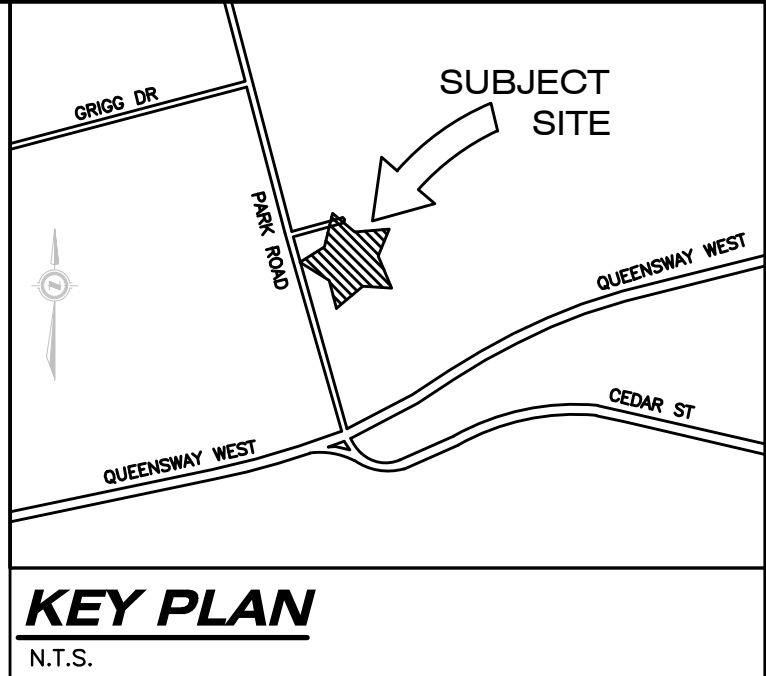 SUBJECT
SITE
GRIGG DR
PARK ROAD
QUEENSWAY WEST
CEDAR ST
QUEENSWAY WEST
KEY PLAN
N.T.S.